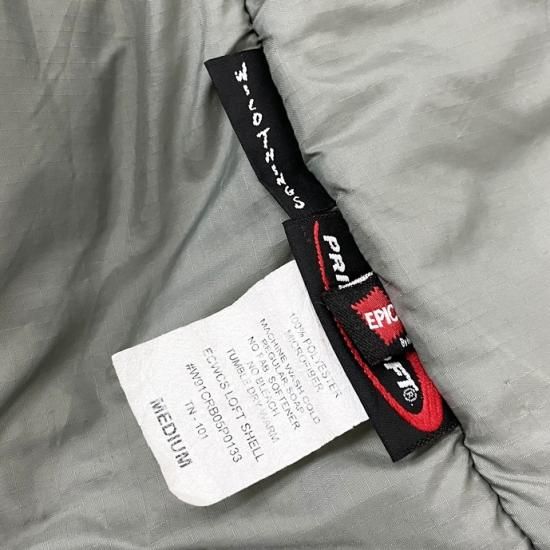 WILD THINGS
PRI
EPIC
FT®
100% POLYESTER
MICROFIBER
MACHINE WASH COLD
REGULAR SOAP
NO FAB. SOFTENER
NO BLEACH
TUMBLE DRY WARM
ECWCS LOFT SHELL
#W91CRB05P0133
TN - 101
MEDIUM